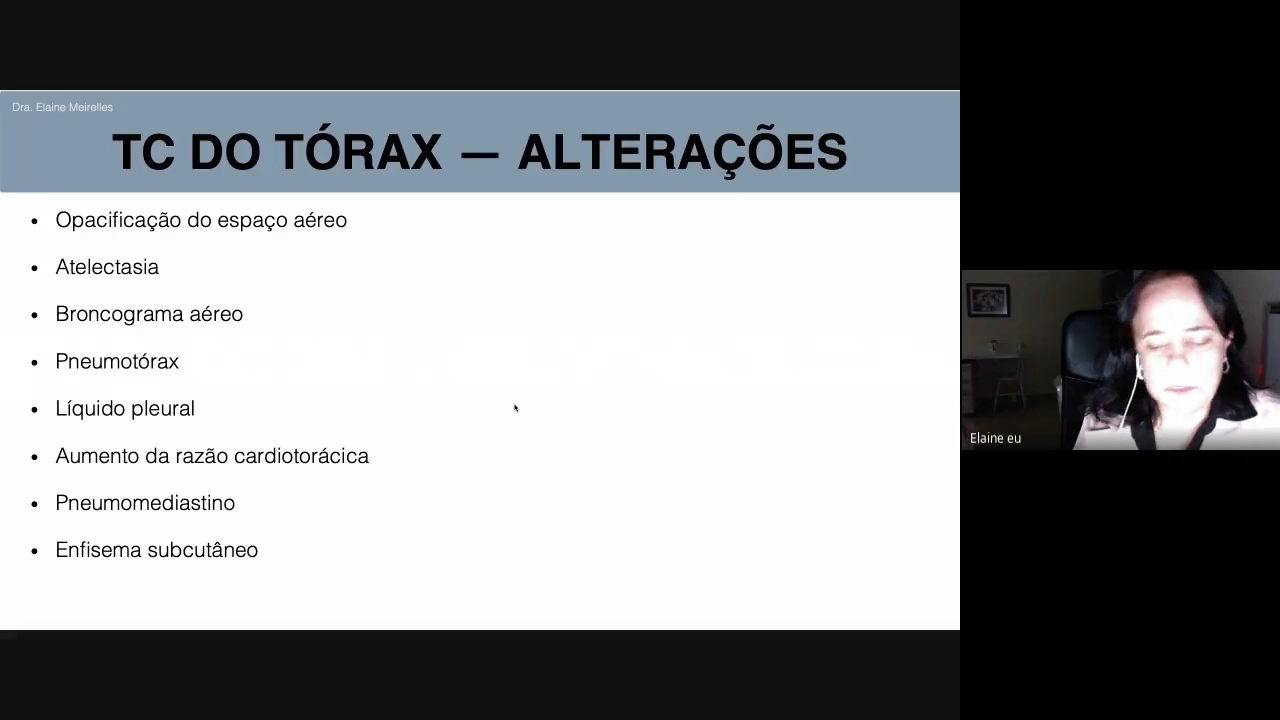 Dra. Elaine Meirelles
TC DO TÓRAX — ALTERAÇÕES
• Opacificação do espaço aéreo
• Atelectasia
• Broncograma aéreo
• Pneumotórax
• Líquido pleural
• Aumento da razão cardiotorácica
• Pneumomediastino
• Enfisema subcutâneo
Elaine eu